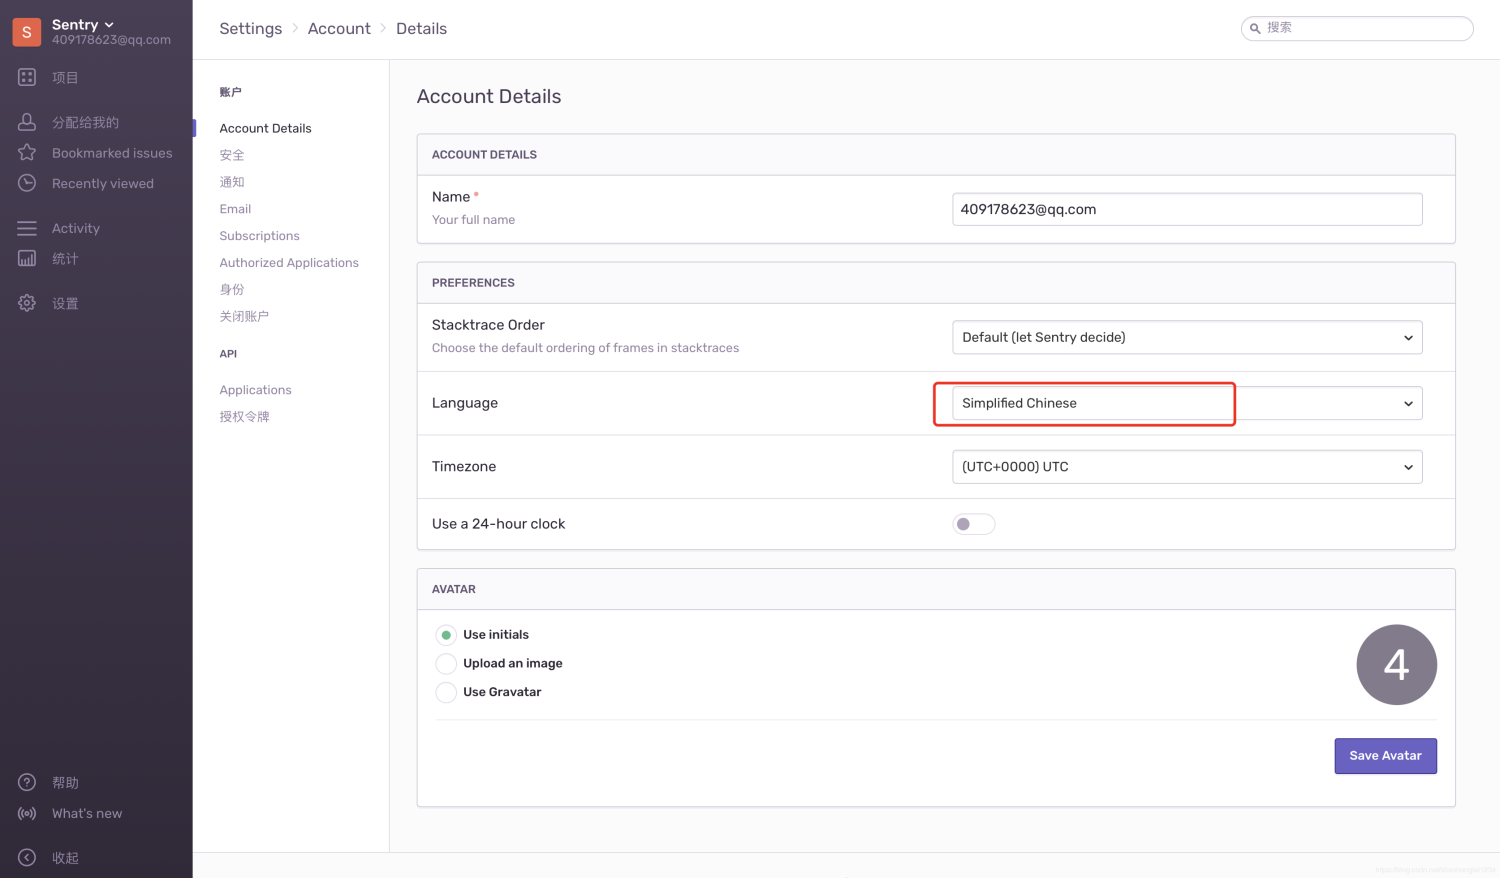 S
Sentry
409178623@qq.com
项目
分配给我的
Bookmarked issues
Recently viewed
Activity
统计
设置
帮助
What's new
收起
Settings > Account > Details
搜索
账户
Account Details
安全
通知
Email
Subscriptions
Authorized Applications
身份
关闭账户
API
Applications
授权令牌
Account Details
ACCOUNT DETAILS
Name *
Your full name
409178623@qq.com
PREFERENCES
Stacktrace Order
Choose the default ordering of frames in stacktraces
Default (let Sentry decide)
Language
Simplified Chinese
Timezone
(UTC+0000) UTC
Use a 24-hour clock
AVATAR
Use initials
Upload an image
Use Gravatar
4
Save Avatar